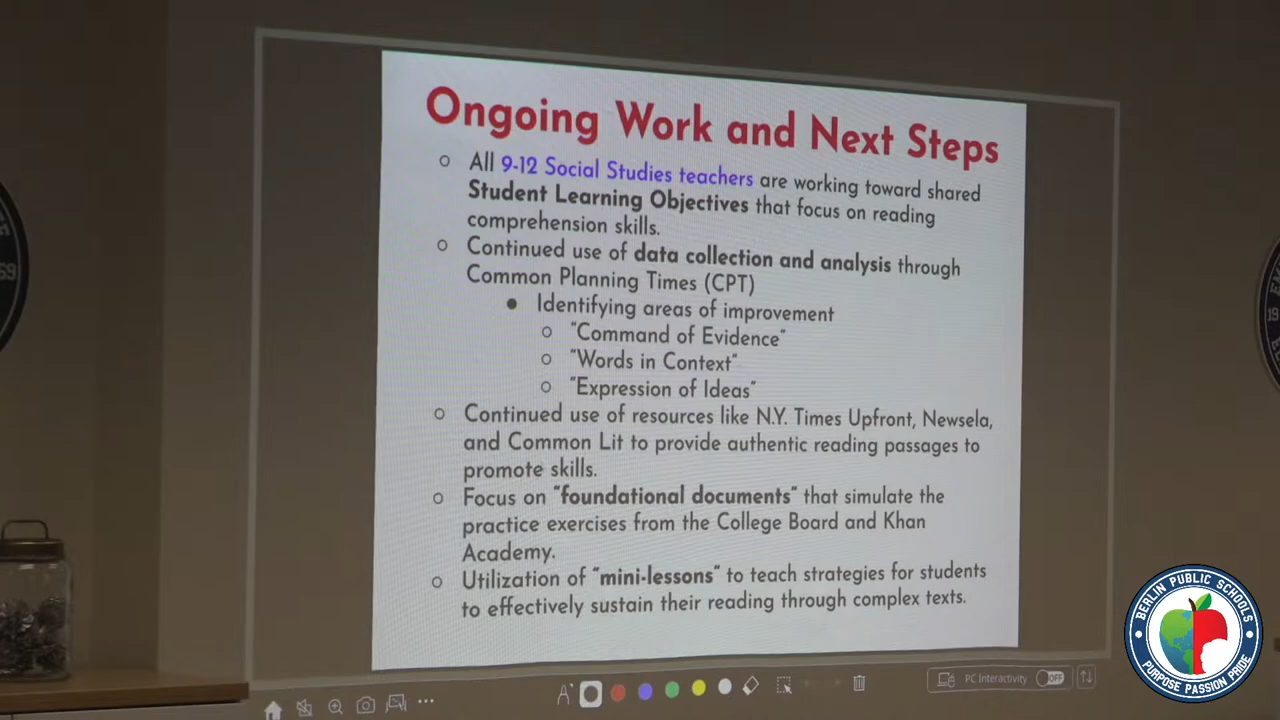 Ongoing Work and Next Steps
All 9-12 Social Studies teachers are working toward shared
Student Learning Objectives that focus on reading
comprehension skills.
Continued use of data collection and analysis through
Common Planning Times (CPT)
Identifying areas of improvement
"Command of Evidence"
"Words in Context"
"Expression of Ideas"
Continued use of resources like N.Y. Times Upfront, Newsela,
and Common Lit to provide authentic reading passages to
promote skills.
Focus on "foundational documents" that simulate the
practice exercises from the College Board and Khan
Academy.
Utilization of "mini-lessons" to teach strategies for students
to effectively sustain their reading through complex texts.
PC Interactivity OFF
BERLIN PUBLIC SCHOOLS
PURPOSE PASSION PRIDE